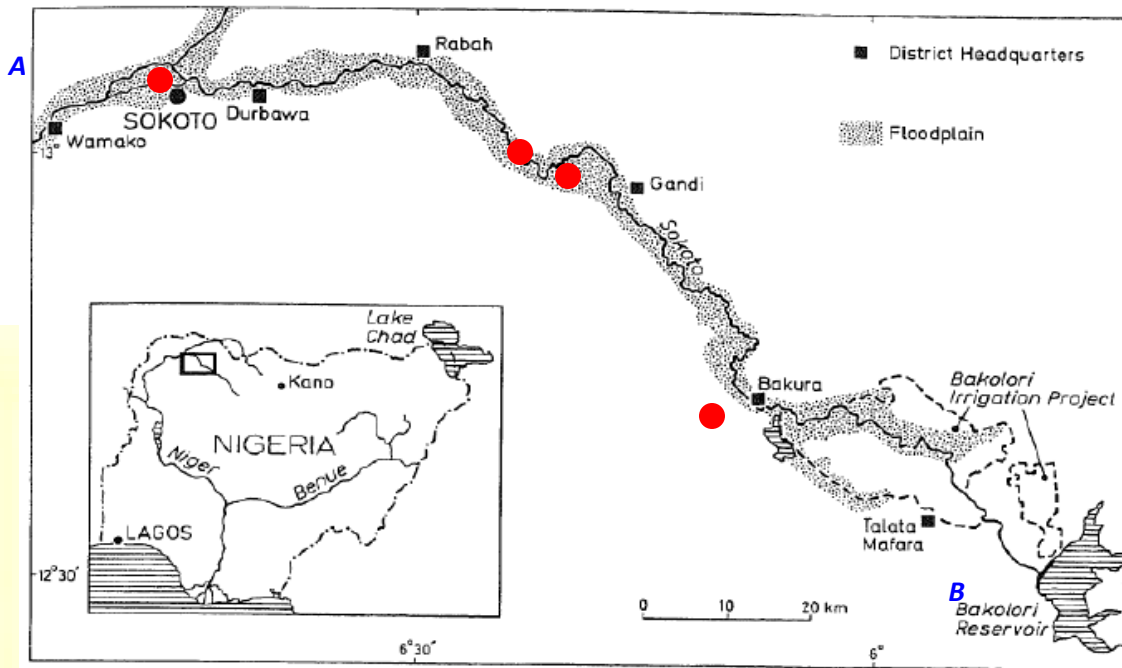 A
Rabah
District Headquarters
SOKOTO
Durbawa
Wamako
Floodplain
13°
Gandi
Sokoto
Lake
Chad
Kano
NIGERIA
Niger
Benue
LAGOS
Bakura
Bakolori
Irrigation Project
Talata
Mafara
12°30'
B
Bakolori
Reservoir
0 10 20 km
6°30'
6°